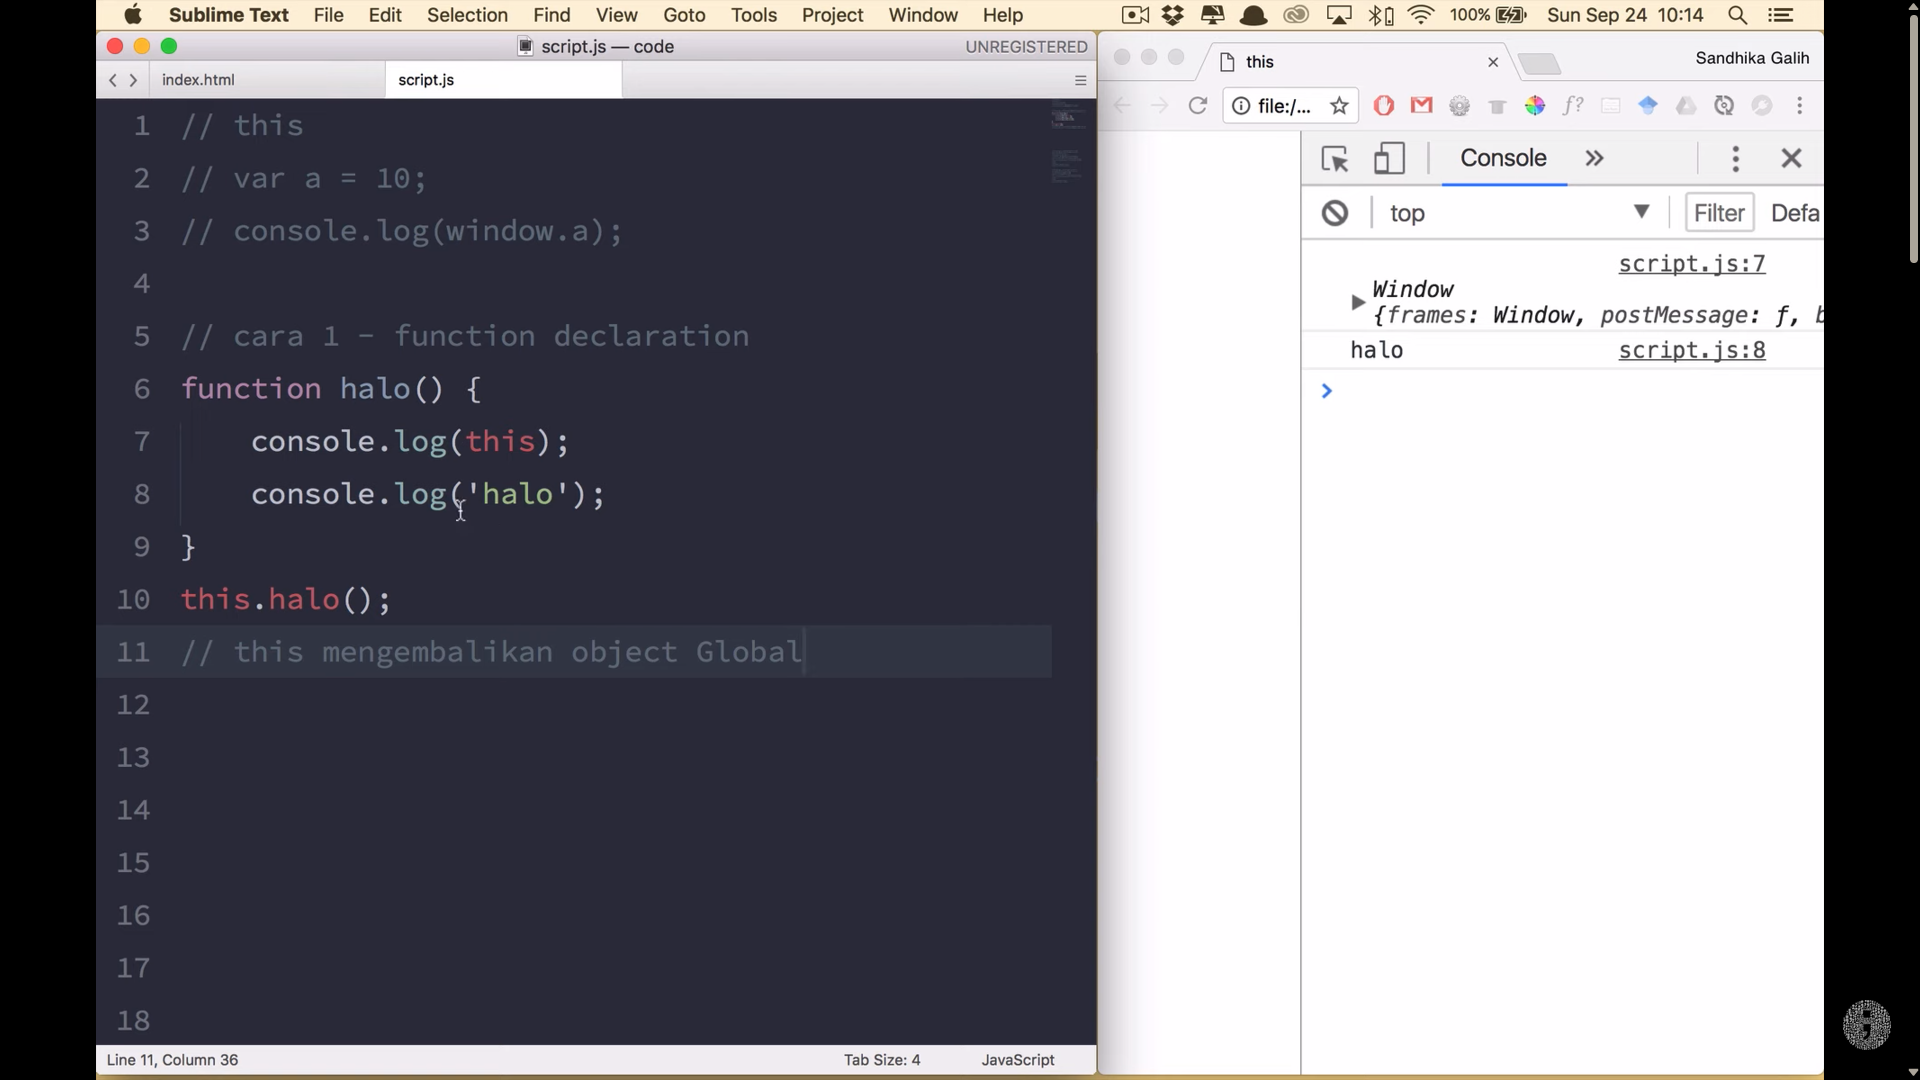 Sublime Text File Edit Selection Find View Goto Tools Project Window Help 100% Sun Sep 24 10:14
script.js — code UNREGISTERED
index.html script.js
1 // this
2 // var a = 10;
3 // console.log(window.a);
4
5 // cara 1 - function declaration
6 function halo() {
7 console.log(this);
8 console.log('halo');
9 }
10 this.halo();
11 // this mengembalikan object Global
12
13
14
15
16
17
18
Line 11, Column 36 Tab Size: 4 JavaScript
this Sandhika Galih
file:/...
Console
top Filter Defa
script.js:7
Window
{frames: Window, postMessage: ƒ, b
halo script.js:8